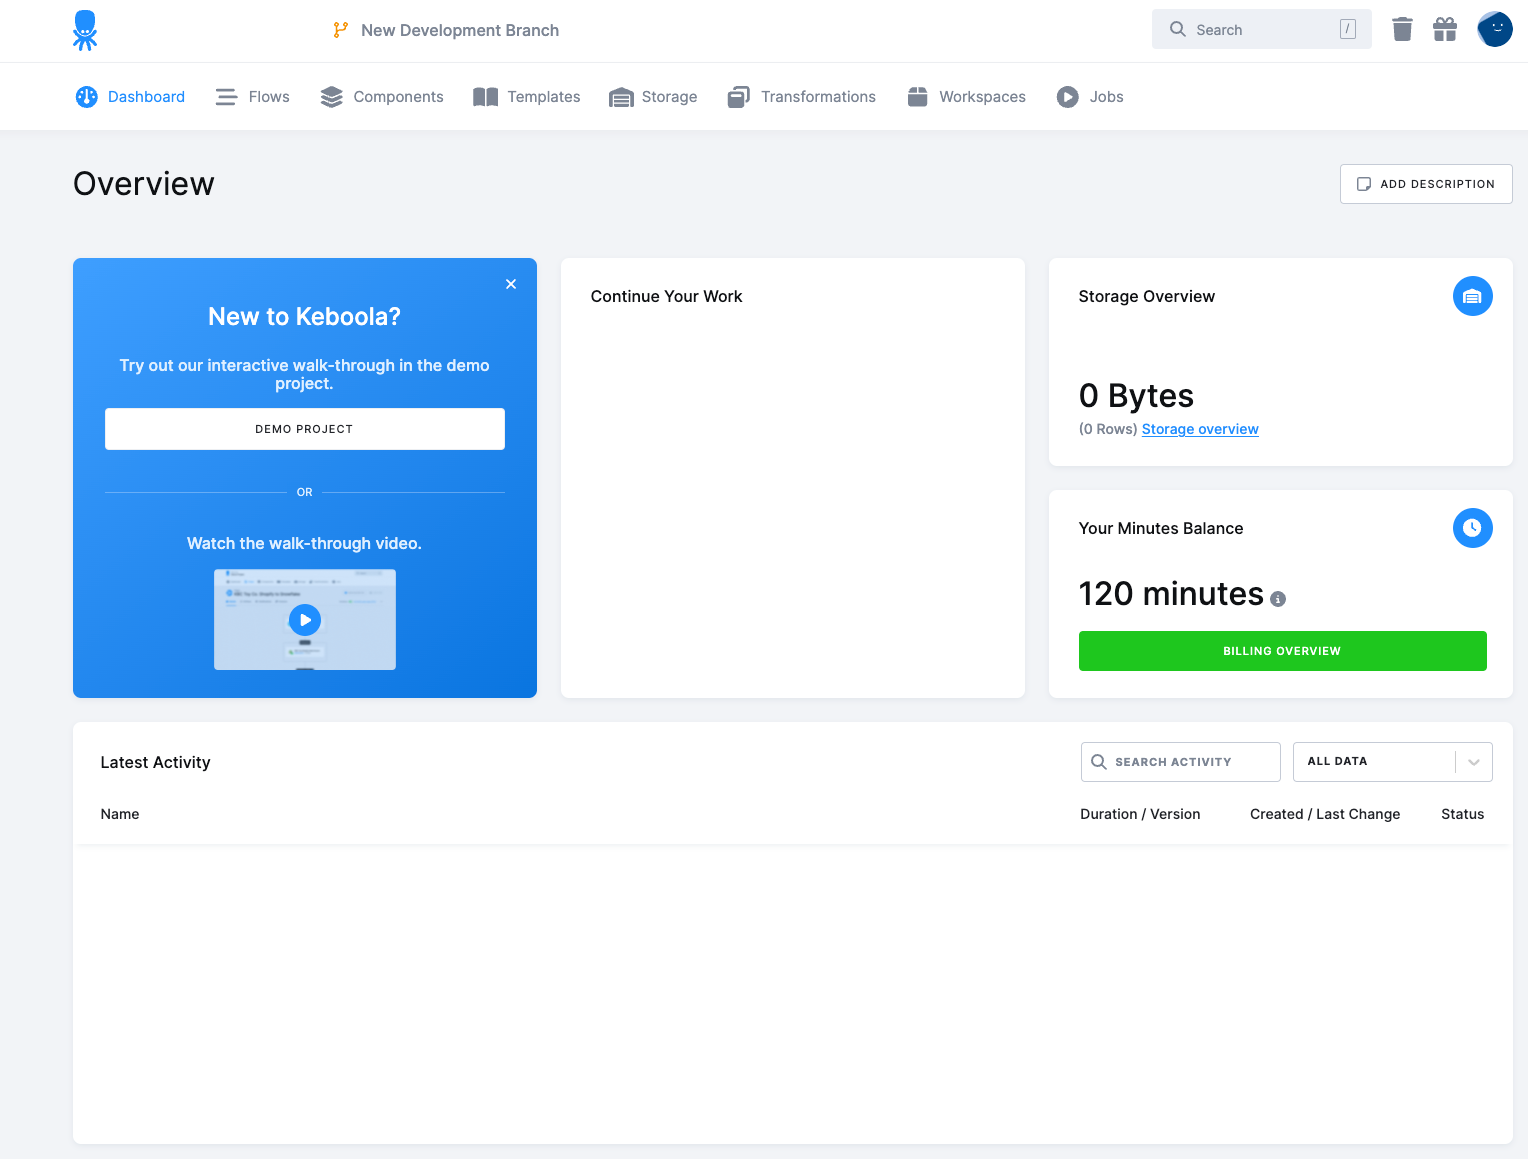 New Development Branch
Search
/
Dashboard
Flows
Components
Templates
Storage
Transformations
Workspaces
Jobs
Overview
ADD DESCRIPTION
New to Keboola?
Try out our interactive walk-through in the demo
project.
DEMO PROJECT
OR
Watch the walk-through video.
Continue Your Work
Storage Overview
0 Bytes
(0 Rows) Storage overview
Your Minutes Balance
120 minutes
BILLING OVERVIEW
Latest Activity
SEARCH ACTIVITY
ALL DATA
Name
Duration / Version
Created / Last Change
Status